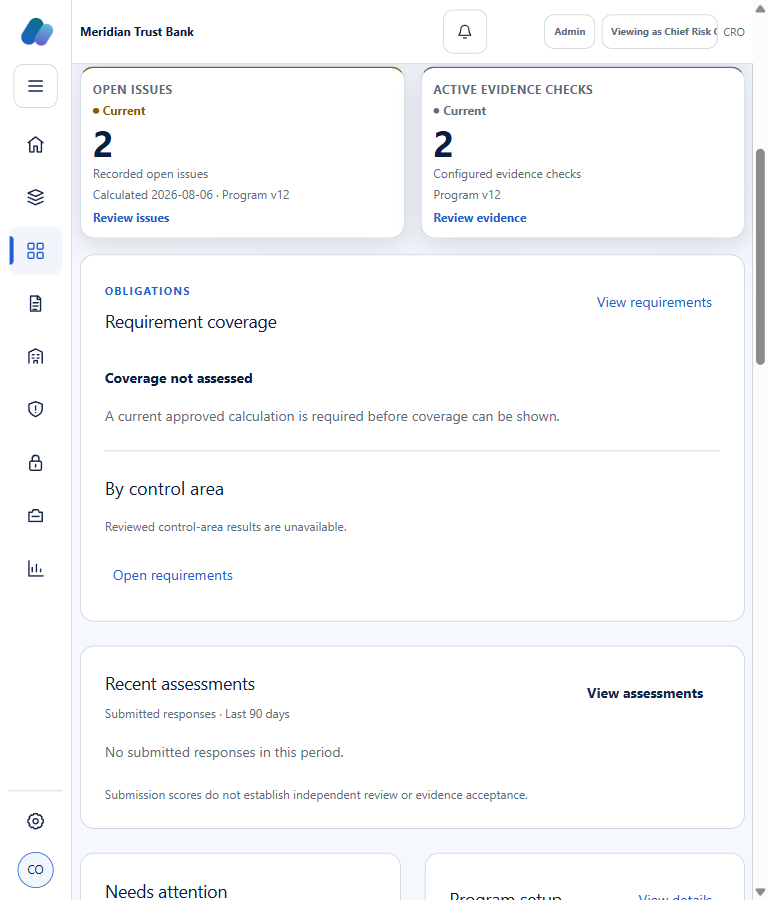 Meridian Trust Bank
Admin
Viewing as Chief Risk
CRO
OPEN ISSUES
Current
2
Recorded open issues
Calculated 2026-08-06 · Program v12
Review issues
ACTIVE EVIDENCE CHECKS
Current
2
Configured evidence checks
Program v12
Review evidence
OBLIGATIONS
Requirement coverage
View requirements
Coverage not assessed
A current approved calculation is required before coverage can be shown.
By control area
Reviewed control-area results are unavailable.
Open requirements
Recent assessments
View assessments
Submitted responses · Last 90 days
No submitted responses in this period.
Submission scores do not establish independent review or evidence acceptance.
CO
Needs attention
Program setup
View details